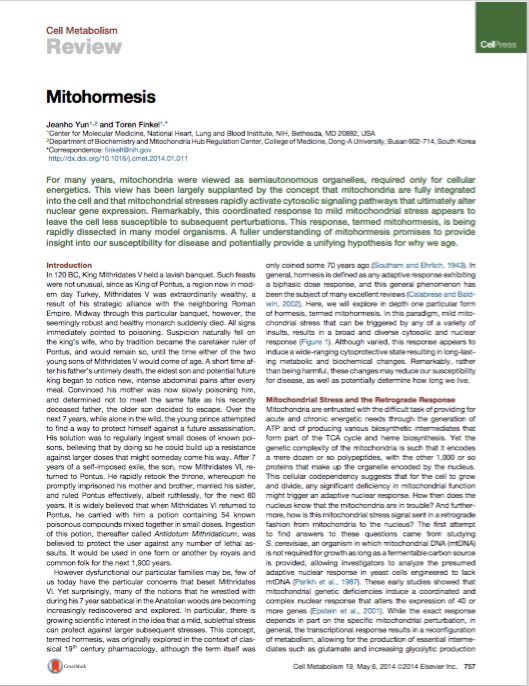 Cell Metabolism
Review
CellPress
Mitohormesis
Jeanho Yun1,2 and Toren Finkel1,*
1Center for Molecular Medicine, National Heart, Lung and Blood Institute, NIH, Bethesda, MD 20892, USA
2Department of Biochemistry and Mitochondria Hub Regulation Center, College of Medicine, Dong-A University, Busan 602-714, South Korea
*Correspondence: finkelt@nih.gov
http://dx.doi.org/10.1016/j.cmet.2014.01.011
For many years, mitochondria were viewed as semiautonomous organelles, required only for cellular
energetics. This view has been largely supplanted by the concept that mitochondria are fully integrated
into the cell and that mitochondrial stresses rapidly activate cytosolic signaling pathways that ultimately alter
nuclear gene expression. Remarkably, this coordinated response to mild mitochondrial stress appears to
leave the cell less susceptible to subsequent perturbations. This response, termed mitohormesis, is being
rapidly dissected in many model organisms. A fuller understanding of mitohormesis promises to provide
insight into our susceptibility for disease and potentially provide a unifying hypothesis for why we age.
Introduction
In 120 BC, King Mithridates V held a lavish banquet. Such feasts
were not unusual, since as King of Pontus, a region now in mod-
ern day Turkey, Mithridates V was extraordinarily wealthy, a
result of his strategic alliance with the neighboring Roman
Empire. Midway through this particular banquet, however, the
seemingly robust and healthy monarch suddenly died. All signs
immediately pointed to poisoning. Suspicion naturally fell on
the king's wife, who by tradition became the caretaker ruler of
Pontus, and would remain so, until the time either of the two
young sons of Mithridates V would come of age. A short time af-
ter his father's untimely death, the eldest son and potential future
king began to notice new, intense abdominal pains after every
meal. Convinced his mother was now slowly poisoning him,
and determined not to meet the same fate as his recently
deceased father, the older son decided to escape. Over the
next 7 years, while alone in the wild, the young prince attempted
to find a way to protect himself against a future assassination.
His solution was to regularly ingest small doses of known poi-
sons, believing that by doing so he could build up a resistance
against larger doses that might someday come his way. After 7
years of a self-imposed exile, the son, now Mithridates VI, re-
turned to Pontus. He rapidly retook the throne, whereupon he
promptly imprisoned his mother and brother, married his sister,
and ruled Pontus effectively, albeit ruthlessly, for the next 60
years. It is widely believed that when Mithridates VI returned to
Pontus, he carried with him a potion containing 54 known
poisonous compounds mixed together in small doses. Ingestion
of this potion, thereafter called Antidotum Mithridaticum, was
believed to protect the user against any number of lethal as-
saults. It would be used in one form or another by royals and
common folk for the next 1,900 years.
However dysfunctional our particular families may be, few of
us today have the particular concerns that beset Mithridates
VI. Yet surprisingly, many of the notions that he wrestled with
during his 7 year sabbatical in the Anatolian woods are becoming
increasingly rediscovered and explored. In particular, there is
growing scientific interest in the idea that a mild, sublethal stress
can protect against larger subsequent stresses. This concept,
termed hormesis, was originally explored in the context of clas-
sical 19th century pharmacology, although the term itself was
only coined some 70 years ago (Southam and Ehrlich, 1943). In
general, hormesis is defined as any adaptive response exhibiting
a biphasic dose response, and this general phenomenon has
been the subject of many excellent reviews (Calabrese and Bald-
win, 2002). Here, we will explore in depth one particular form
of hormesis, termed mitohormesis. In this paradigm, mild mito-
chondrial stress that can be triggered by any of a variety of
insults, results in a broad and diverse cytosolic and nuclear
response (Figure 1). Although varied, this response appears to
induce a wide-ranging cytoprotective state resulting in long-last-
ing metabolic and biochemical changes. Remarkably, rather
than being harmful, these changes may reduce our susceptibility
for disease, as well as potentially determine how long we live.
Mitochondrial Stress and the Retrograde Response
Mitochondria are entrusted with the difficult task of providing for
acute and chronic energetic needs through the generation of
ATP and of producing various biosynthetic intermediates that
form part of the TCA cycle and heme biosynthesis. Yet the
genetic complexity of the mitochondria is such that it encodes
a mere dozen or so polypeptides, with the other 1,000 or so
proteins that make up the organelle encoded by the nucleus.
This cellular codependency suggests that for the cell to grow
and divide, any significant deficiency in mitochondrial function
might trigger an adaptive nuclear response. How then does the
nucleus know that the mitochondria are in trouble? And further-
more, how is this mitochondrial stress signal sent in a retrograde
fashion from mitochondria to the nucleus? The first attempt
to find answers to these questions came from studying
S. cerevisiae, an organism in which mitochondrial DNA (mtDNA)
is not required for growth as long as a fermentable carbon source
is provided, allowing investigators to analyze the presumed
adaptive nuclear response in yeast cells engineered to lack
mtDNA (Parikh et al., 1987). These early studies showed that
mitochondrial genetic deficiencies induce a coordinated and
complex nuclear response that alters the expression of 40 or
more genes (Epstein et al., 2001). While the exact response
depends in part on the specific mitochondrial perturbation, in
general, the transcriptional response results in a reconfiguration
of metabolism, allowing for the production of essential interme-
diates such as glutamate and increasing glycolytic production
CrossMark
Cell Metabolism 19, May 6, 2014 ©2014 Elsevier Inc. 757